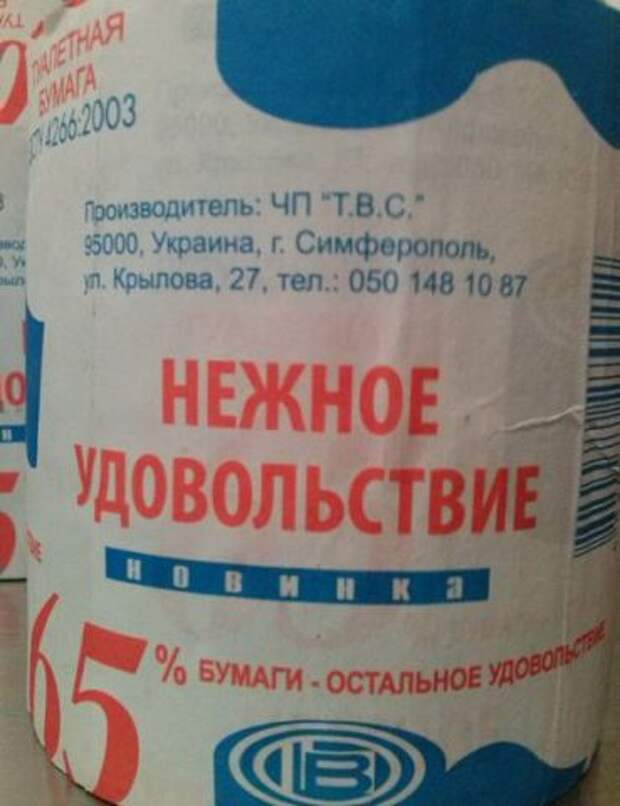 ТУАЛЕТНАЯ
БУМАГА
4266:2003
Производитель: ЧП "Т.В.С."
95000, Украина, г. Симферополь,
ул. Крылова, 27, тел.: 050 148 10 87
НЕЖНОЕ
УДОВОЛЬСТВИЕ
новинка
65 % БУМАГИ - ОСТАЛЬНОЕ УДОВОЛЬСТВИЕ